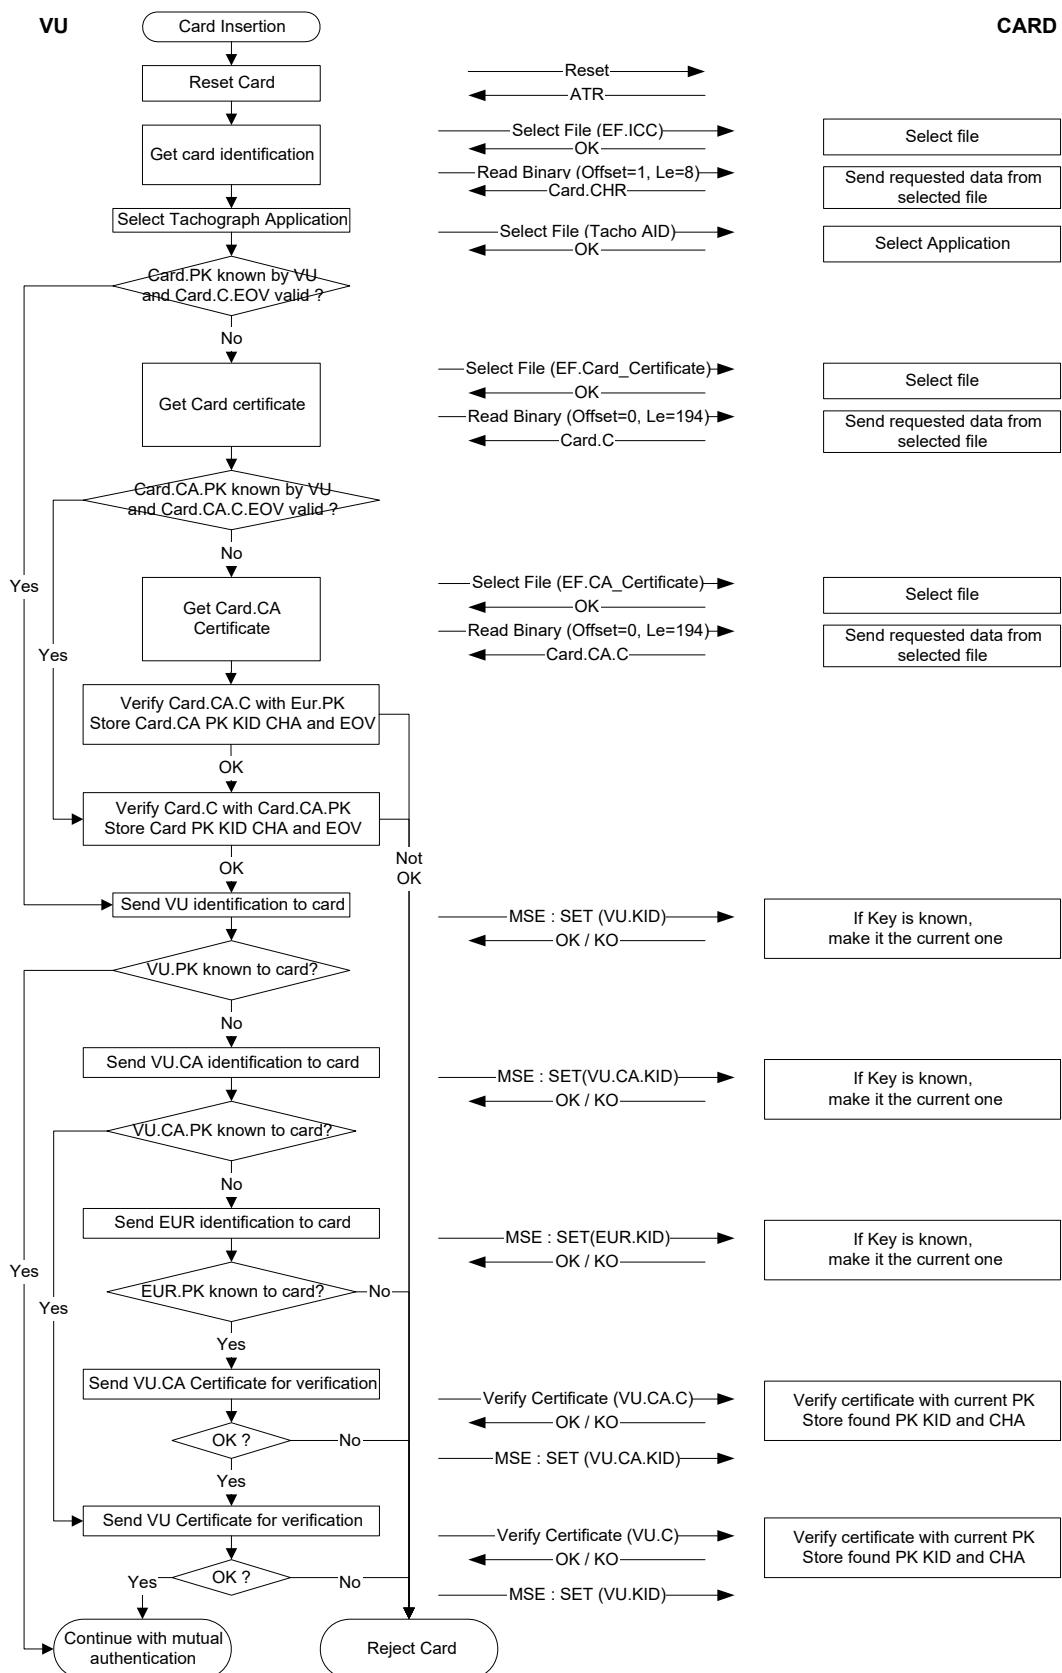 VU
Card Insertion
CARD
Reset Card
Reset
ATR
Get card identification
Select File (EF.ICC)
OK
Select file
Read Binary (Offset=1, Le=8)
Card.CHR
Send requested data from
selected file
Select Tachograph Application
Select File (Tacho AID)
OK
Select Application
Card.PK known by VU
and Card.C.EOV valid ?
No
Get Card certificate
Select File (EF.Card_Certificate)
OK
Select file
Read Binary (Offset=0, Le=194)
Card.C
Send requested data from
selected file
Card.CA.PK known by VU
and Card.CA.C.EOV valid ?
No
Yes
Get Card.CA
Certificate
Select File (EF.CA_Certificate)
OK
Select file
Yes
Read Binary (Offset=0, Le=194)
Card.CA.C
Send requested data from
selected file
Verify Card.CA.C with Eur.PK
Store Card.CA PK KID CHA and EOV
OK
Verify Card.C with Card.CA.PK
Store Card PK KID CHA and EOV
Not
OK
OK
Send VU identification to card
MSE : SET (VU.KID)
OK / KO
If Key is known,
make it the current one
VU.PK known to card?
No
Send VU.CA identification to card
MSE : SET(VU.CA.KID)
OK / KO
If Key is known,
make it the current one
VU.CA.PK known to card?
No
Send EUR identification to card
MSE : SET(EUR.KID)
OK / KO
If Key is known,
make it the current one
Yes
EUR.PK known to card?
No
Yes
Yes
Send VU.CA Certificate for verification
Verify Certificate (VU.CA.C)
OK / KO
Verify certificate with current PK
Store found PK KID and CHA
OK ?
No
MSE : SET (VU.CA.KID)
Yes
Send VU Certificate for verification
Verify Certificate (VU.C)
OK / KO
Verify certificate with current PK
Store found PK KID and CHA
OK ?
Yes
No
MSE : SET (VU.KID)
Continue with mutual
authentication
Reject Card